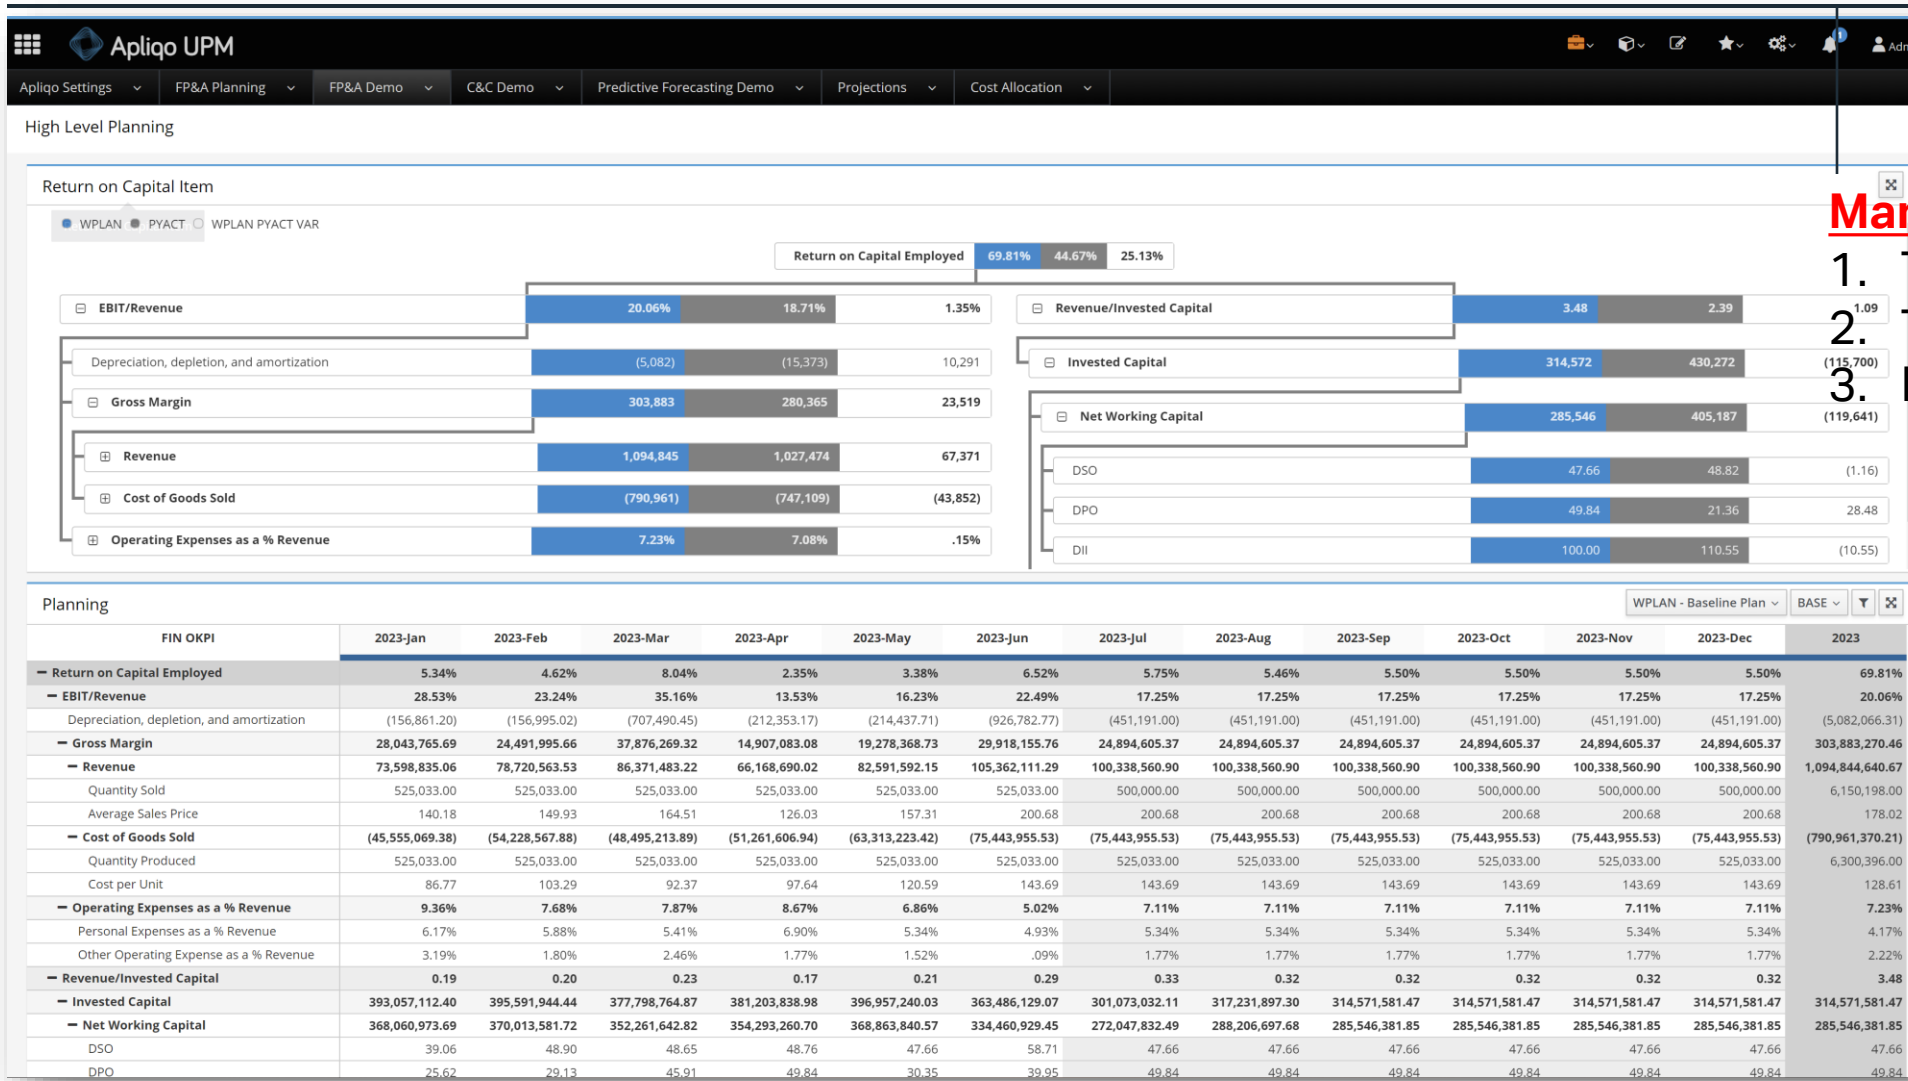 Apliqo UPM
1
Adm
Apliqo Settings FP&A Planning FP&A Demo C&C Demo Predictive Forecasting Demo Projections Cost Allocation
High Level Planning
Return on Capital Item
WPLAN PYACT WPLAN PYACT VAR
Return on Capital Employed 69.81% 44.67% 25.13%
EBIT/Revenue 20.06% 18.71% 1.35%
Revenue/Invested Capital 3.48 2.39 1.09
Depreciation, depletion, and amortization (5,082) (15,373) 10,291
Invested Capital 314,572 430,272 (115,700)
Gross Margin 303,883 280,365 23,519
Net Working Capital 285,546 405,187 (119,641)
Revenue 1,094,845 1,027,474 67,371
DSO 47.66 48.82 (1.16)
Cost of Goods Sold (790,961) (747,109) (43,852)
DPO 49.84 21.36 28.48
Operating Expenses as a % Revenue 7.23% 7.08% .15%
DII 100.00 110.55 (10.55)
Mar
1.
2.
3.
Planning
WPLAN - Baseline Plan BASE
FIN OKPI 2023-Jan 2023-Feb 2023-Mar 2023-Apr 2023-May 2023-Jun 2023-Jul 2023-Aug 2023-Sep 2023-Oct 2023-Nov 2023-Dec 2023
Return on Capital Employed 5.34% 4.62% 8.04% 2.35% 3.38% 6.52% 5.75% 5.46% 5.50% 5.50% 5.50% 5.50% 69.81%
EBIT/Revenue 28.53% 23.24% 35.16% 13.53% 16.23% 22.49% 17.25% 17.25% 17.25% 17.25% 17.25% 17.25% 20.06%
Depreciation, depletion, and amortization (156,861.20) (156,995.02) (707,490.45) (212,353.17) (214,437.71) (926,782.77) (451,191.00) (451,191.00) (451,191.00) (451,191.00) (451,191.00) (451,191.00) (5,082,066.31)
Gross Margin 28,043,765.69 24,491,995.66 37,876,269.32 14,907,083.08 19,278,368.73 29,918,155.76 24,894,605.37 24,894,605.37 24,894,605.37 24,894,605.37 24,894,605.37 24,894,605.37 303,883,270.46
Revenue 73,598,835.06 78,720,563.53 86,371,483.22 66,168,690.02 82,591,592.15 105,362,111.29 100,338,560.90 100,338,560.90 100,338,560.90 100,338,560.90 100,338,560.90 100,338,560.90 1,094,844,640.67
Quantity Sold 525,033.00 525,033.00 525,033.00 525,033.00 525,033.00 525,033.00 500,000.00 500,000.00 500,000.00 500,000.00 500,000.00 500,000.00 6,150,198.00
Average Sales Price 140.18 149.93 164.51 126.03 157.31 200.68 200.68 200.68 200.68 200.68 200.68 200.68 178.02
Cost of Goods Sold (45,555,069.38) (54,228,567.88) (48,495,213.89) (51,261,606.94) (63,313,223.42) (75,443,955.53) (75,443,955.53) (75,443,955.53) (75,443,955.53) (75,443,955.53) (75,443,955.53) (75,443,955.53) (790,961,370.21)
Quantity Produced 525,033.00 525,033.00 525,033.00 525,033.00 525,033.00 525,033.00 525,033.00 525,033.00 525,033.00 525,033.00 525,033.00 525,033.00 6,300,396.00
Cost per Unit 86.77 103.29 92.37 97.64 120.59 143.69 143.69 143.69 143.69 143.69 143.69 143.69 128.61
Operating Expenses as a % Revenue 9.36% 7.68% 7.87% 8.67% 6.86% 5.02% 7.11% 7.11% 7.11% 7.11% 7.11% 7.11% 7.23%
Personal Expenses as a % Revenue 6.17% 5.88% 5.41% 6.90% 5.34% 4.93% 5.34% 5.34% 5.34% 5.34% 5.34% 5.34% 4.17%
Other Operating Expense as a % Revenue 3.19% 1.80% 2.46% 1.77% 1.52% .09% 1.77% 1.77% 1.77% 1.77% 1.77% 1.77% 2.22%
Revenue/Invested Capital 0.19 0.20 0.23 0.17 0.21 0.29 0.33 0.32 0.32 0.32 0.32 0.32 3.48
Invested Capital 393,057,112.40 395,591,944.44 377,798,764.87 381,203,838.98 396,957,240.03 363,486,129.07 301,073,032.11 317,231,897.30 314,571,581.47 314,571,581.47 314,571,581.47 314,571,581.47 314,571,581.47
Net Working Capital 368,060,973.69 370,013,581.72 352,261,642.82 354,293,260.70 368,863,840.57 334,460,929.45 272,047,832.49 288,206,697.68 285,546,381.85 285,546,381.85 285,546,381.85 285,546,381.85 285,546,381.85
DSO 39.06 48.90 48.65 48.76 47.66 58.71 47.66 47.66 47.66 47.66 47.66 47.66 47.66
DPO 25.62 29.13 45.91 49.84 30.35 39.95 49.84 49.84 49.84 49.84 49.84 49.84 49.84